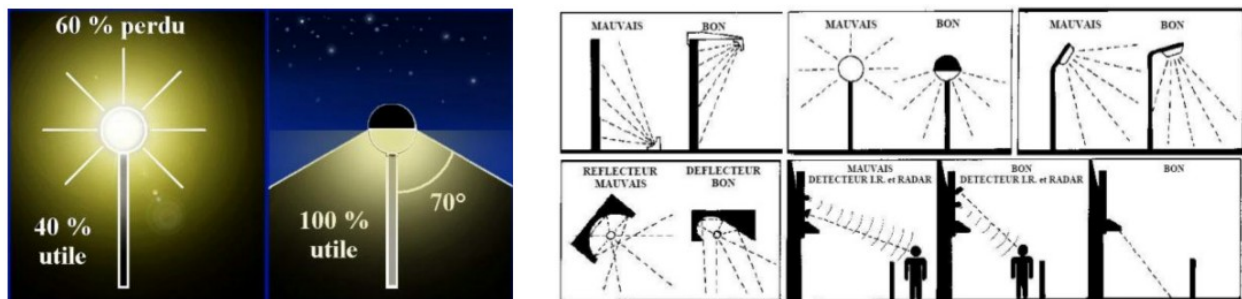 60 % perdu
40 %
utile
100 %
utile
70°
MAUVAIS
BON
MAUVAIS
BON
MAUVAIS
BON
REFLECTEUR
MAUVAIS
DEFLECTEUR
BON
MAUVAIS
DETECTEUR I.R. et RADAR
BON
DETECTEUR I.R. et RADAR
BON